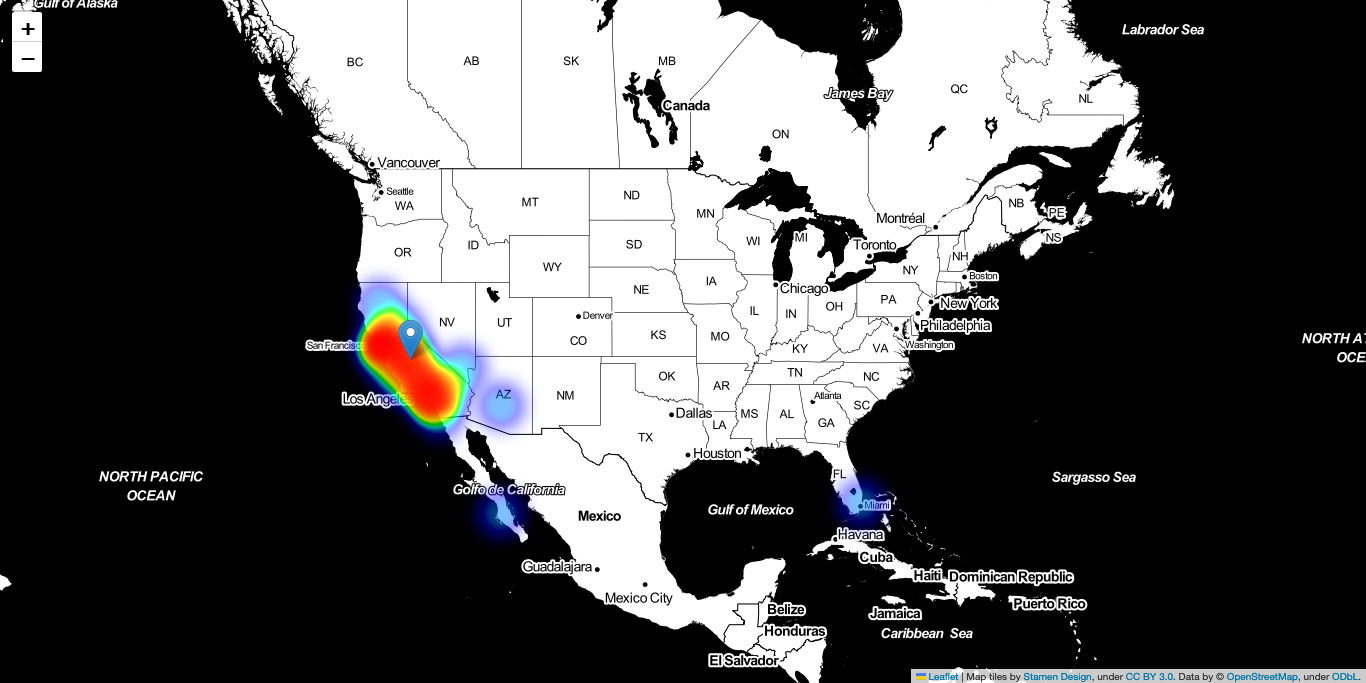 Gulf of Alaska
+
−
Labrador Sea
BC
AB
SK
MB
Canada
James Bay
QC
NL
ON
Vancouver
Seattle
WA
MT
ND
MN
NB
PE
NS
Montréal
OR
ID
SD
WI
MI
Toronto
NH
WY
NY
Boston
IA
NE
Chicago
PA
New York
NV
UT
Denver
IL
IN
OH
Philadelphia
CO
KS
MO
KY
VA
Washington
San Francisco
NORTH AT
OCE
OK
TN
NC
AZ
NM
AR
Atlanta
SC
Los Angeles
Dallas
LA
MS
AL
GA
TX
Houston
NORTH PACIFIC
OCEAN
Golfo de California
FL
Miami
Sargasso Sea
Mexico
Gulf of Mexico
Havana
Cuba
Guadalajara
Haiti
Dominican Republic
Mexico City
Puerto Rico
Belize
Jamaica
Honduras
Caribbean Sea
El Salvador
Leaflet | Map tiles by Stamen Design, under CC BY 3.0. Data by © OpenStreetMap, under ODbL.